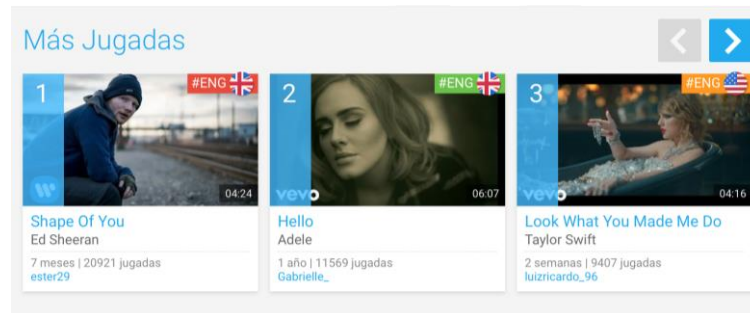 Más Jugadas
1
#ENG
04:24
Shape Of You
Ed Sheeran
7 meses | 20921 jugadas
ester29
2
#ENG
vevo
06:07
Hello
Adele
1 año | 11569 jugadas
Gabrielle_
3
#ENG
vevo
04:16
Look What You Made Me Do
Taylor Swift
2 semanas | 9407 jugadas
luizricardo_96